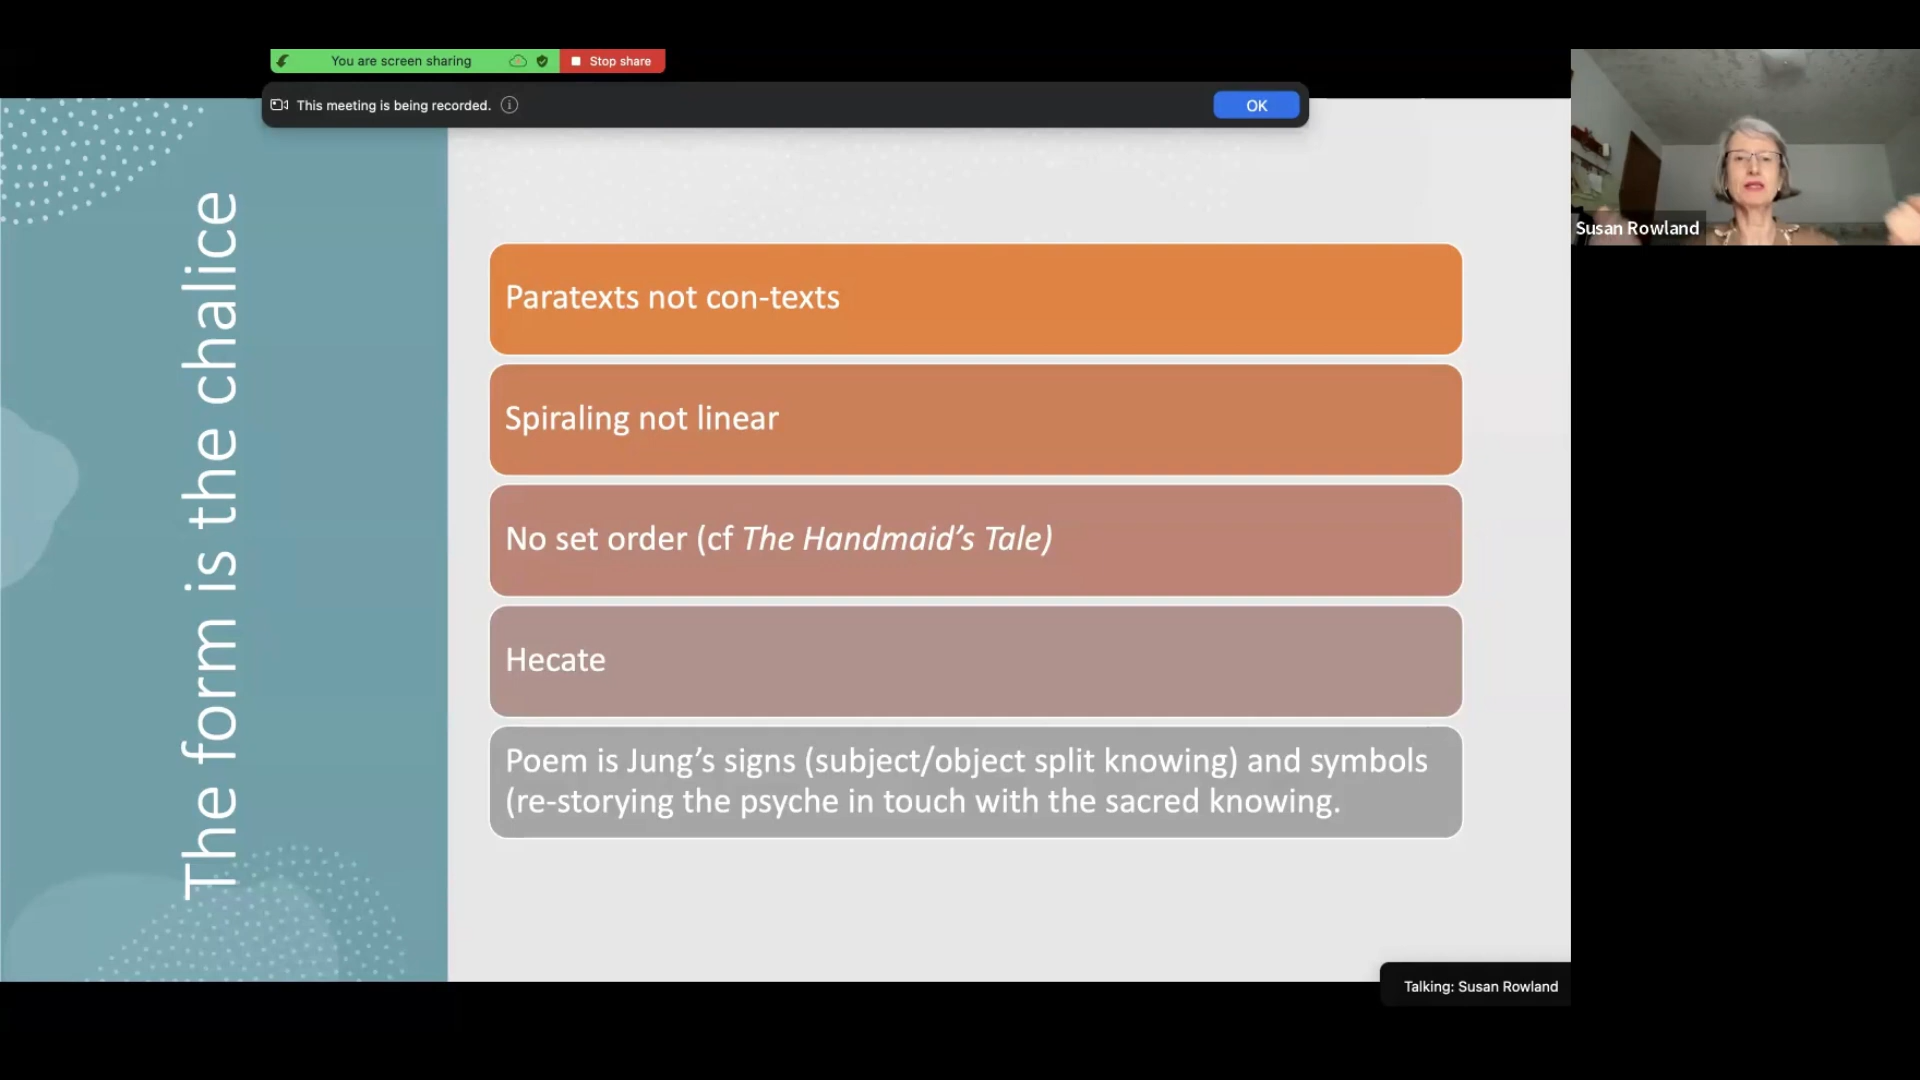 You are screen sharing
Stop share
This meeting is being recorded.
OK
Susan Rowland
The form is the chalice
Paratexts not con-texts
Spiraling not linear
No set order (cf The Handmaid’s Tale)
Hecate
Poem is Jung’s signs (subject/object split knowing) and symbols
(re-storying the psyche in touch with the sacred knowing.
Talking: Susan Rowland